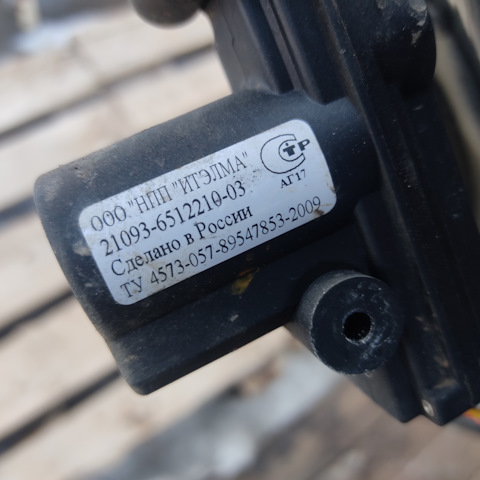 ООО "НПП "ИТЭЛМА"
21093-6512210-03
Сделано в России
ТУ 4573-057-89547853-2009
СТР
АГ17